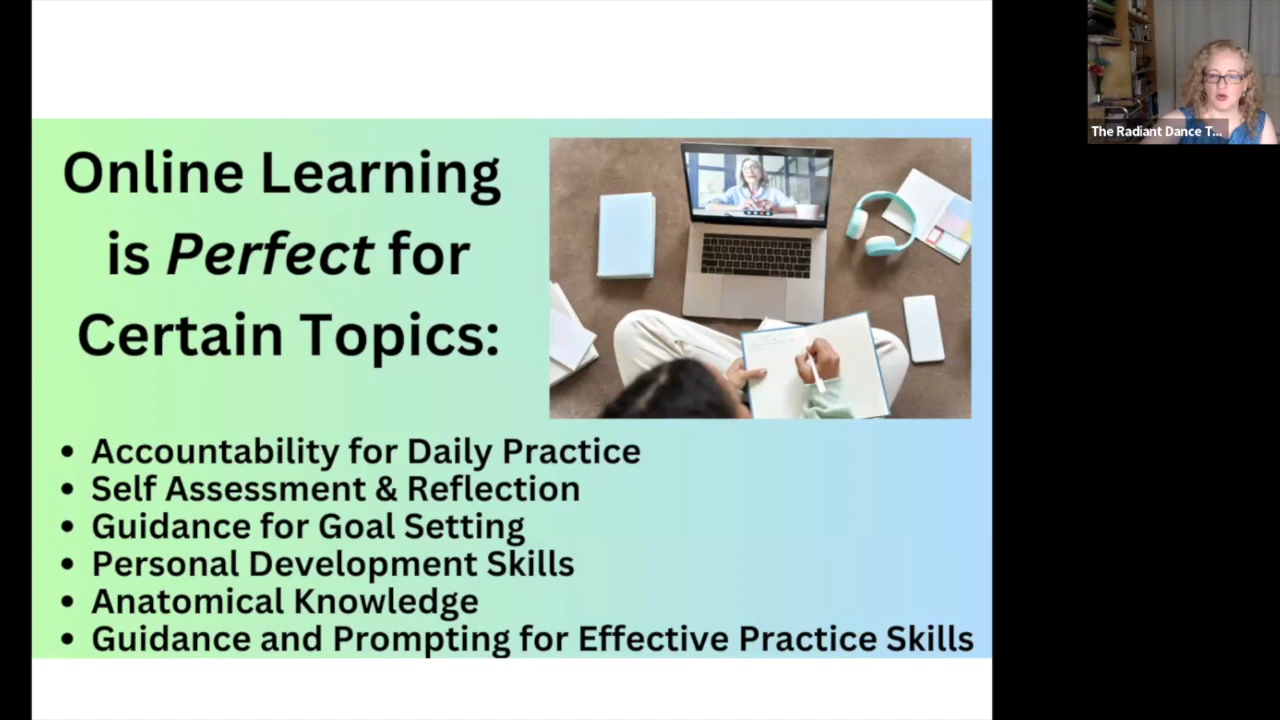 Online Learning
is Perfect for
Certain Topics:
• Accountability for Daily Practice
• Self Assessment & Reflection
• Guidance for Goal Setting
• Personal Development Skills
• Anatomical Knowledge
• Guidance and Prompting for Effective Practice Skills
The Radiant Dance T...